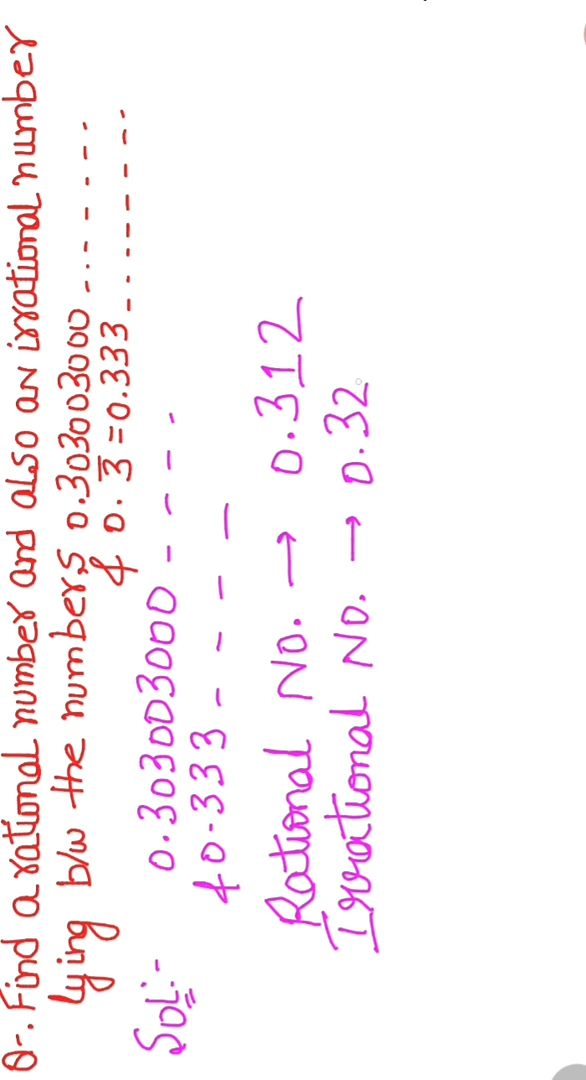 Q-. Find a rational number and also an irrational number
lying b/w the numbers 0.303003000 --------
& 0.3̅ = 0.333 --------
Sol:- 0.303003000 ----
& 0.333 ----
Rational No. → 0.312
Irrational No. → 0.32